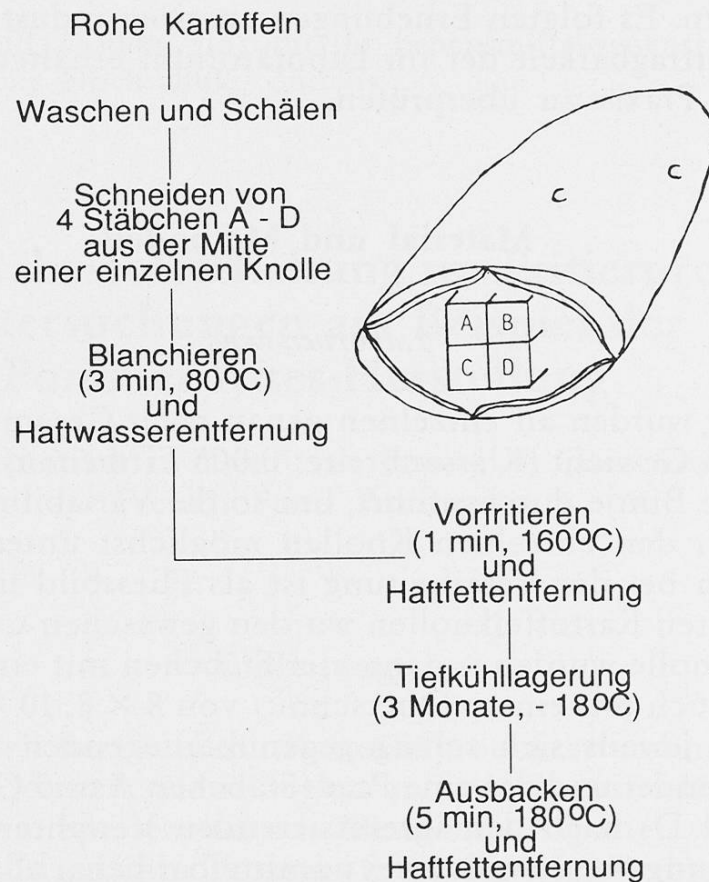 Rohe Kartoffeln
Waschen und Schälen
Schneiden von
4 Stäbchen A - D
aus der Mitte
einer einzelnen Knolle
A B
C D
c
c
Blanchieren
(3 min, 80°C)
und
Haftwasserentfernung
Vorfritieren
(1 min, 160°C)
und
Haftfettentfernung
Tiefkühllagerung
(3 Monate, - 18°C)
Ausbacken
(5 min, 180°C)
und
Haftfettentfernung